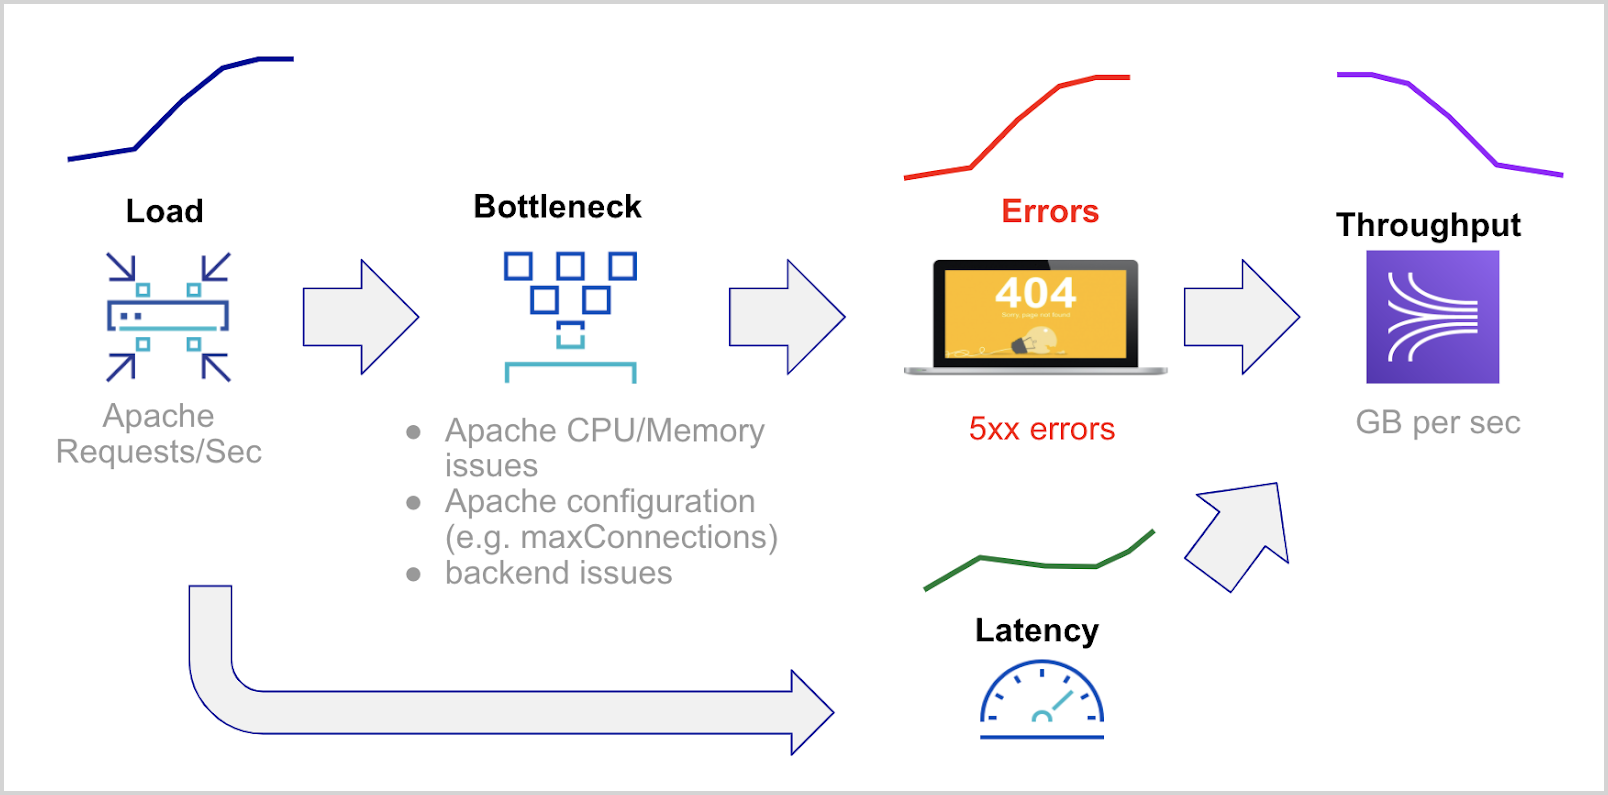 Load
Bottleneck
Errors
Throughput
404
Sorry, page not found
Apache
Requests/Sec
● Apache CPU/Memory
issues
● Apache configuration
(e.g. maxConnections)
● backend issues
5xx errors
GB per sec
Latency